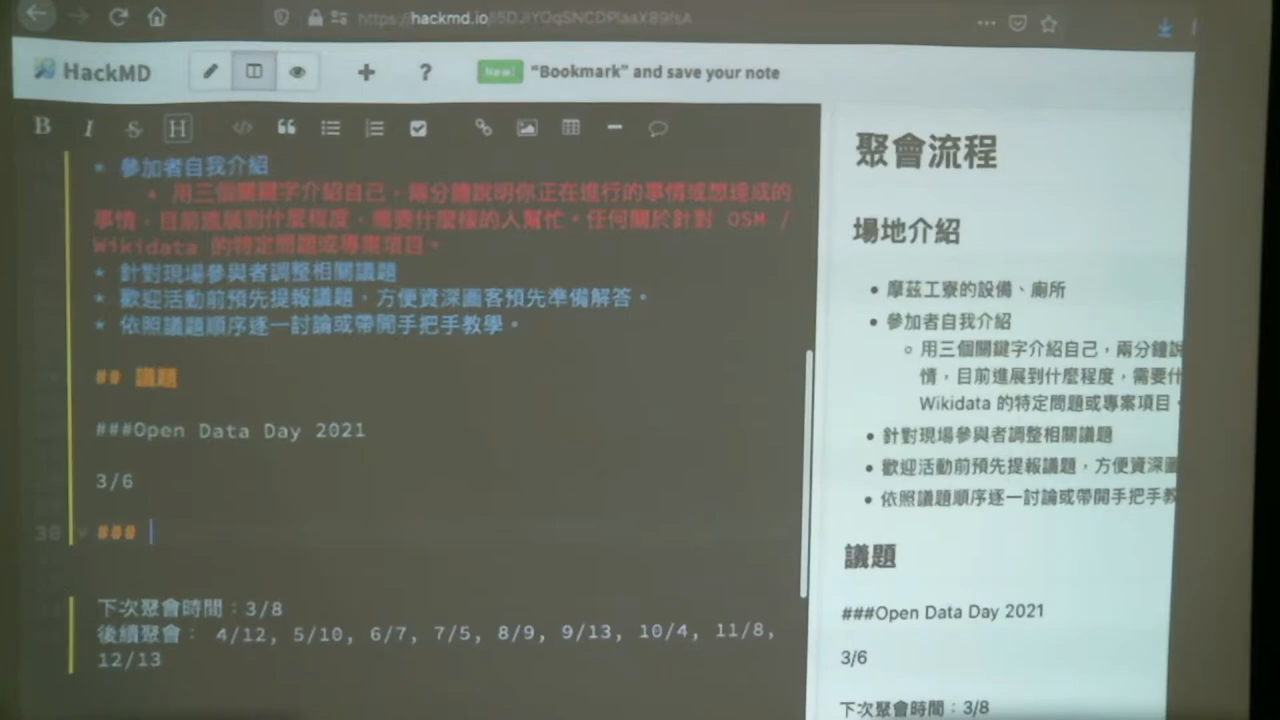 https://hackmd.io
HackMD
?
New! "Bookmark" and save your note
B I S H
* 參加者自我介紹
* 用三個關鍵字介紹自己，兩分鐘說明你正在進行的事情或想達成的
事情，目前進展到什麼程度，需要什麼樣的人幫忙。任何關於針對 OSM /
Wikidata 的特定問題或專案項目。
* 針對現場參與者調整相關議題
* 歡迎活動前預先提報議題，方便資深圖客預先準備解答。
* 依照議題順序逐一討論或帶開手把手教學。
## 議題
###Open Data Day 2021
3/6
30 ###
下次聚會時間：3/8
後續聚會： 4/12, 5/10, 6/7, 7/5, 8/9, 9/13, 10/4, 11/8,
12/13
聚會流程
場地介紹
摩茲工寮的設備、廁所
參加者自我介紹
用三個關鍵字介紹自己，兩分鐘說
情，目前進展到什麼程度，需要什
Wikidata 的特定問題或專案項目。
針對現場參與者調整相關議題
歡迎活動前預先提報議題，方便資深圖
依照議題順序逐一討論或帶開手把手教
議題
###Open Data Day 2021
3/6
下次聚會時間：3/8